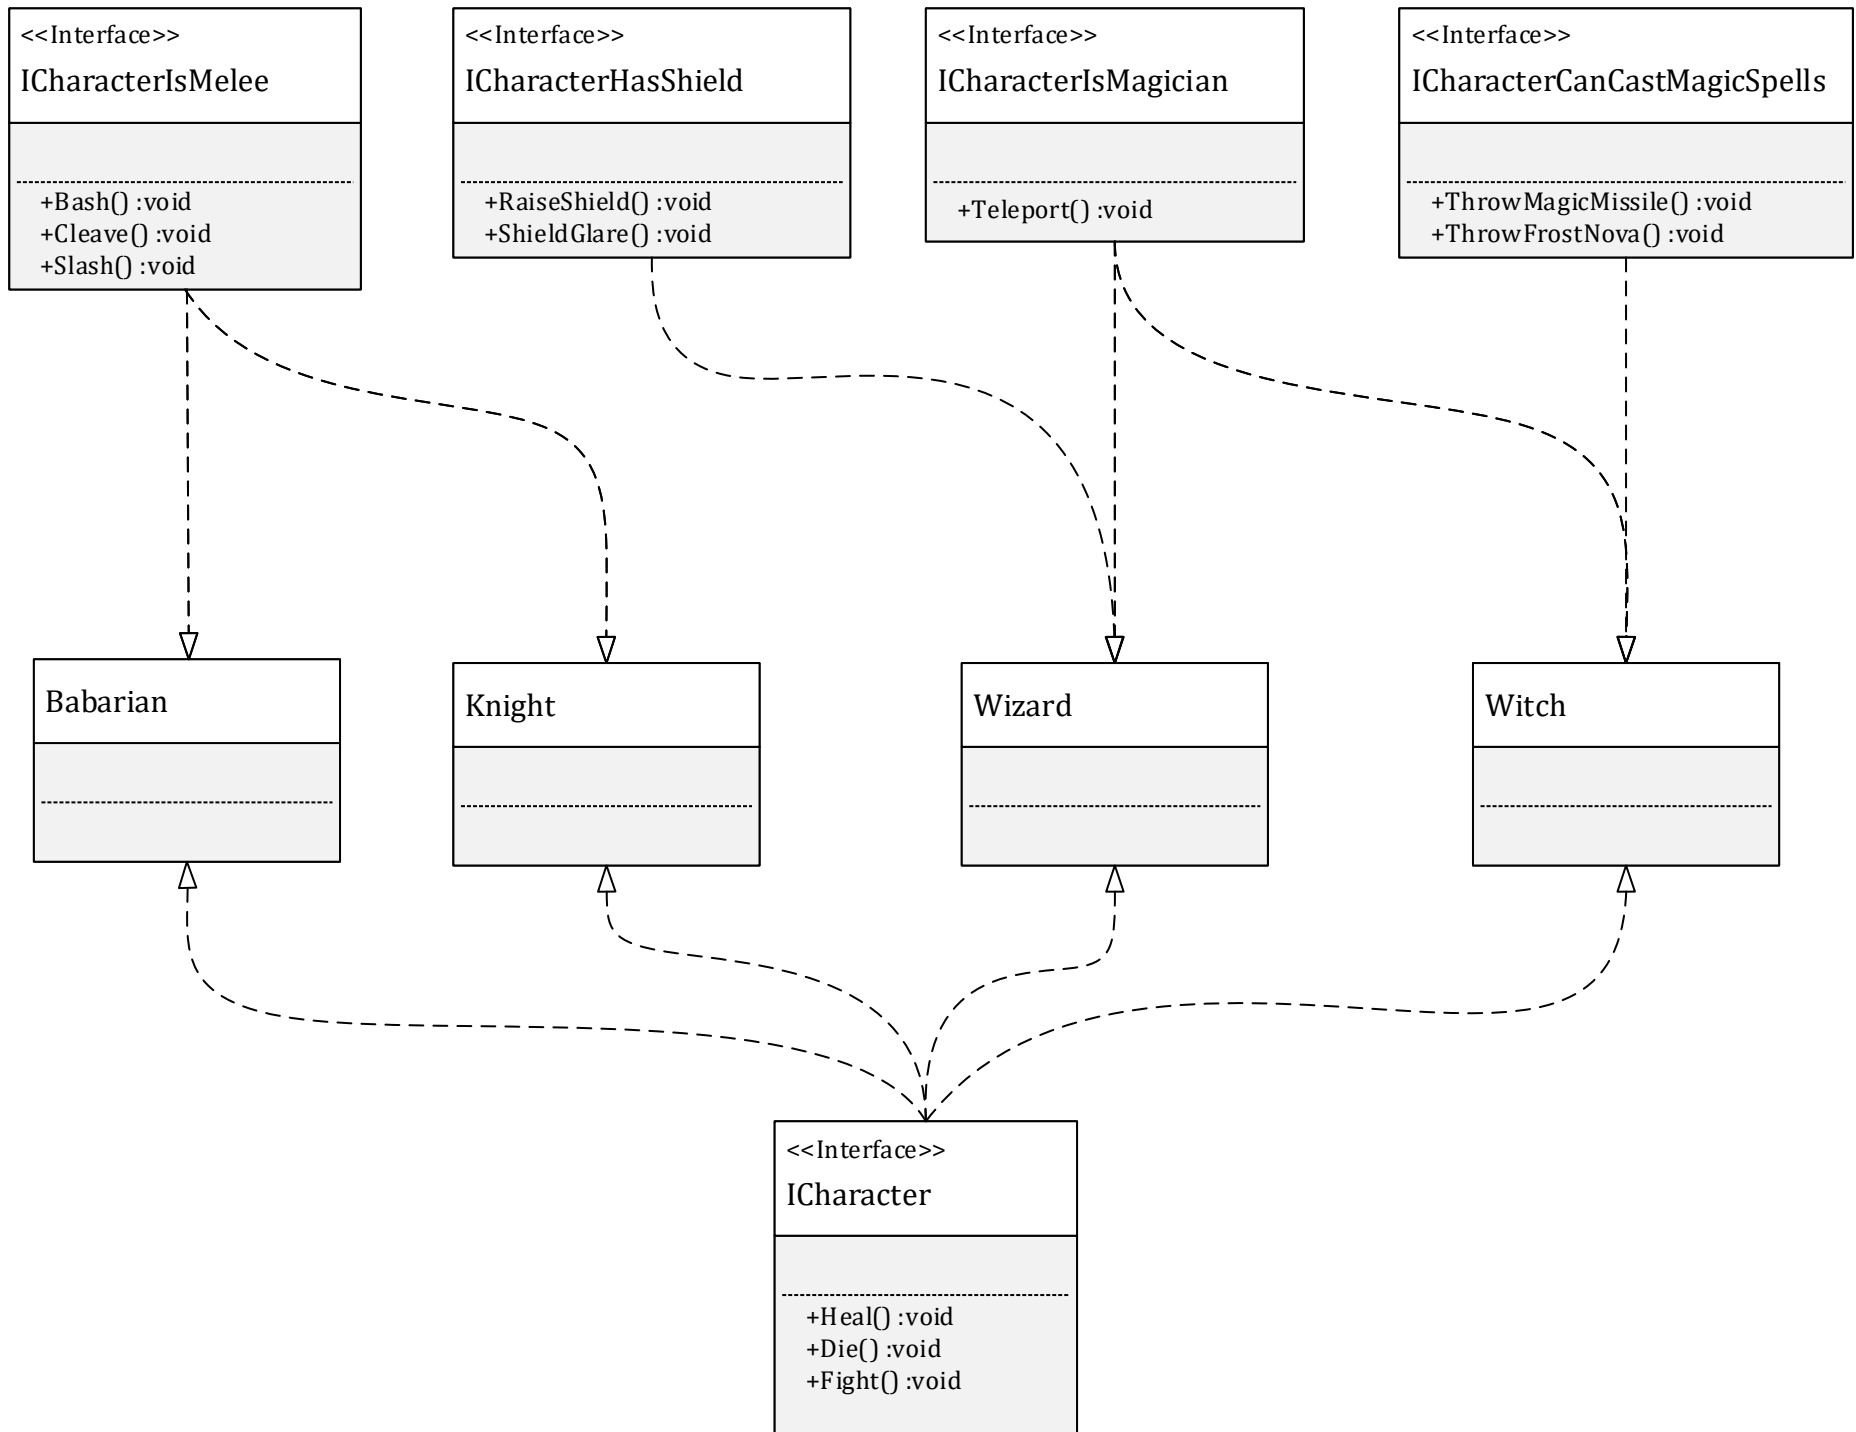 <<Interface>>
ICharacterIsMelee
+Bash() :void
+Cleave() :void
+Slash() :void
<<Interface>>
ICharacterHasShield
+RaiseShield() :void
+ShieldGlare() :void
<<Interface>>
ICharacterIsMagician
+Teleport() :void
<<Interface>>
ICharacterCanCastMagicSpells
+ThrowMagicMissile() :void
+ThrowFrostNova() :void
Babarian
Knight
Wizard
Witch
<<Interface>>
ICharacter
+Heal() :void
+Die() :void
+Fight() :void